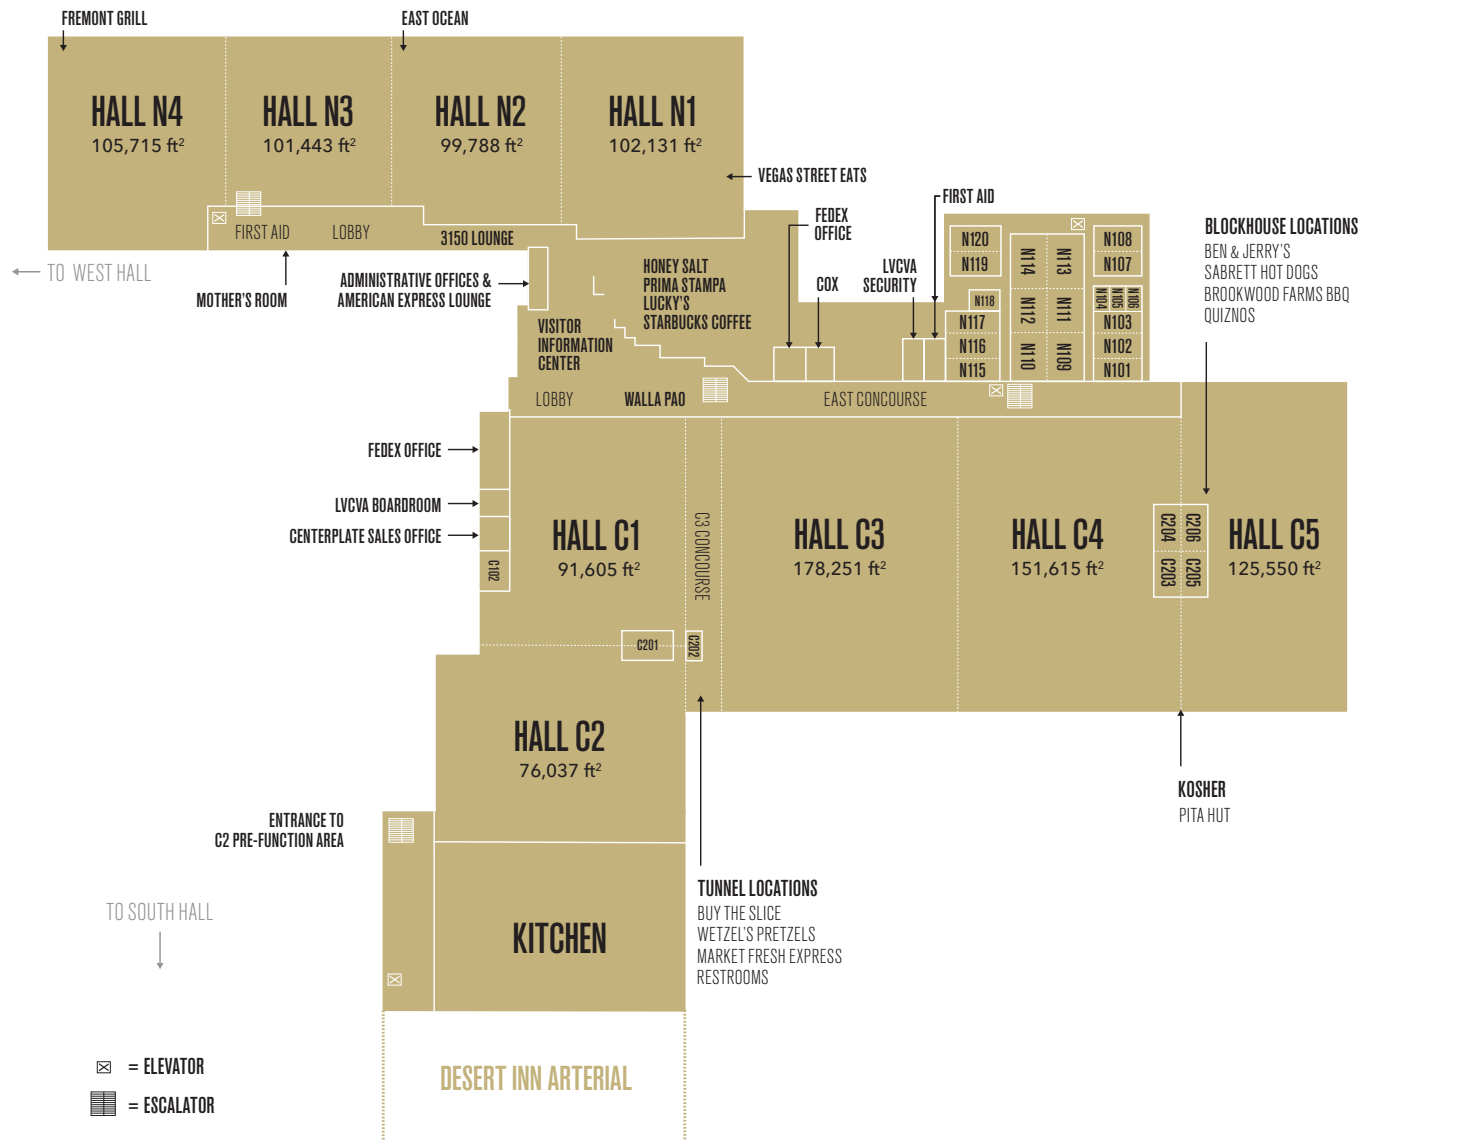 FREMONT GRILL
EAST OCEAN
HALL N4
105,715 ft²
HALL N3
101,443 ft²
HALL N2
99,788 ft²
HALL N1
102,131 ft²
VEGAS STREET EATS
FIRST AID
LOBBY
3150 LOUNGE
TO WEST HALL
MOTHER'S ROOM
ADMINISTRATIVE OFFICES &
AMERICAN EXPRESS LOUNGE
HONEY SALT
PRIMA STAMPA
LUCKY'S
STARBUCKS COFFEE
VISITOR
INFORMATION
CENTER
FEDEX
OFFICE
COX
LVCVA
SECURITY
FIRST AID
N120
N119
N118
N117
N116
N115
N114
N113
N112
N111
N110
N109
N108
N107
N104
N105
N106
N103
N102
N101
BLOCKHOUSE LOCATIONS
BEN & JERRY'S
SABRETT HOT DOGS
BROOKWOOD FARMS BBQ
QUIZNOS
LOBBY
WALLA PAO
EAST CONCOURSE
FEDEX OFFICE
LVCVA BOARDROOM
CENTERPLATE SALES OFFICE
C102
HALL C1
91,605 ft²
C3 CONCOURSE
HALL C3
178,251 ft²
HALL C4
151,615 ft²
C204
C206
C203
C205
HALL C5
125,550 ft²
C201
C202
HALL C2
76,037 ft²
KOSHER
PITA HUT
ENTRANCE TO
C2 PRE-FUNCTION AREA
TUNNEL LOCATIONS
BUY THE SLICE
WETZEL'S PRETZELS
MARKET FRESH EXPRESS
RESTROOMS
TO SOUTH HALL
KITCHEN
= ELEVATOR
= ESCALATOR
DESERT INN ARTERIAL